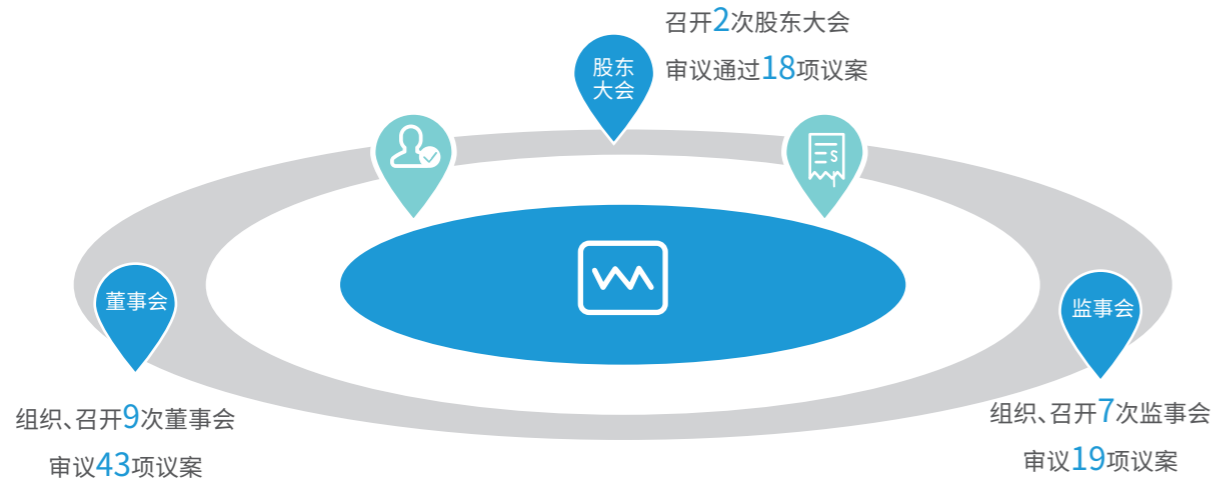 召开2次股东大会
审议通过18项议案
股东
大会
董事会
监事会
组织、召开9次董事会
审议43项议案
组织、召开7次监事会
审议19项议案
S